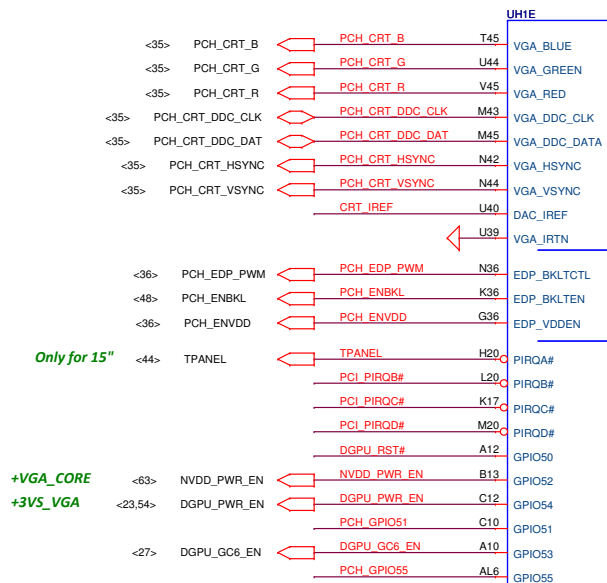 UH1E
<35> PCH_CRT_B PCH_CRT_B T45 VGA_BLUE
<35> PCH_CRT_G PCH_CRT_G U44 VGA_GREEN
<35> PCH_CRT_R PCH_CRT_R V45 VGA_RED
<35> PCH_CRT_DDC_CLK PCH_CRT_DDC_CLK M43 VGA_DDC_CLK
<35> PCH_CRT_DDC_DAT PCH_CRT_DDC_DAT M45 VGA_DDC_DATA
<35> PCH_CRT_HSYNC PCH_CRT_HSYNC N42 VGA_HSYNC
<35> PCH_CRT_VSYNC PCH_CRT_VSYNC N44 VGA_VSYNC
CRT_IREF U40 DAC_IREF
U39 VGA_IRTN
<36> PCH_EDP_PWM PCH_EDP_PWM N36 EDP_BKLTCTL
<48> PCH_ENBKL PCH_ENBKL K36 EDP_BKLTEN
<36> PCH_ENVDD PCH_ENVDD G36 EDP_VDDEN
Only for 15" <44> TPANEL TPANEL H20 PIRQA#
PCI_PIRQB# L20 PIRQB#
PCI_PIRQC# K17 PIRQC#
PCI_PIRQD# M20 PIRQD#
DGPU_RST# A12 GPIO50
+VGA_CORE <63> NVDD_PWR_EN NVDD_PWR_EN B13 GPIO52
+3VS_VGA <23,54> DGPU_PWR_EN DGPU_PWR_EN C12 GPIO54
PCH_GPIO51 C10 GPIO51
<27> DGPU_GC6_EN DGPU_GC6_EN A10 GPIO53
PCH_GPIO55 AL6 GPIO55